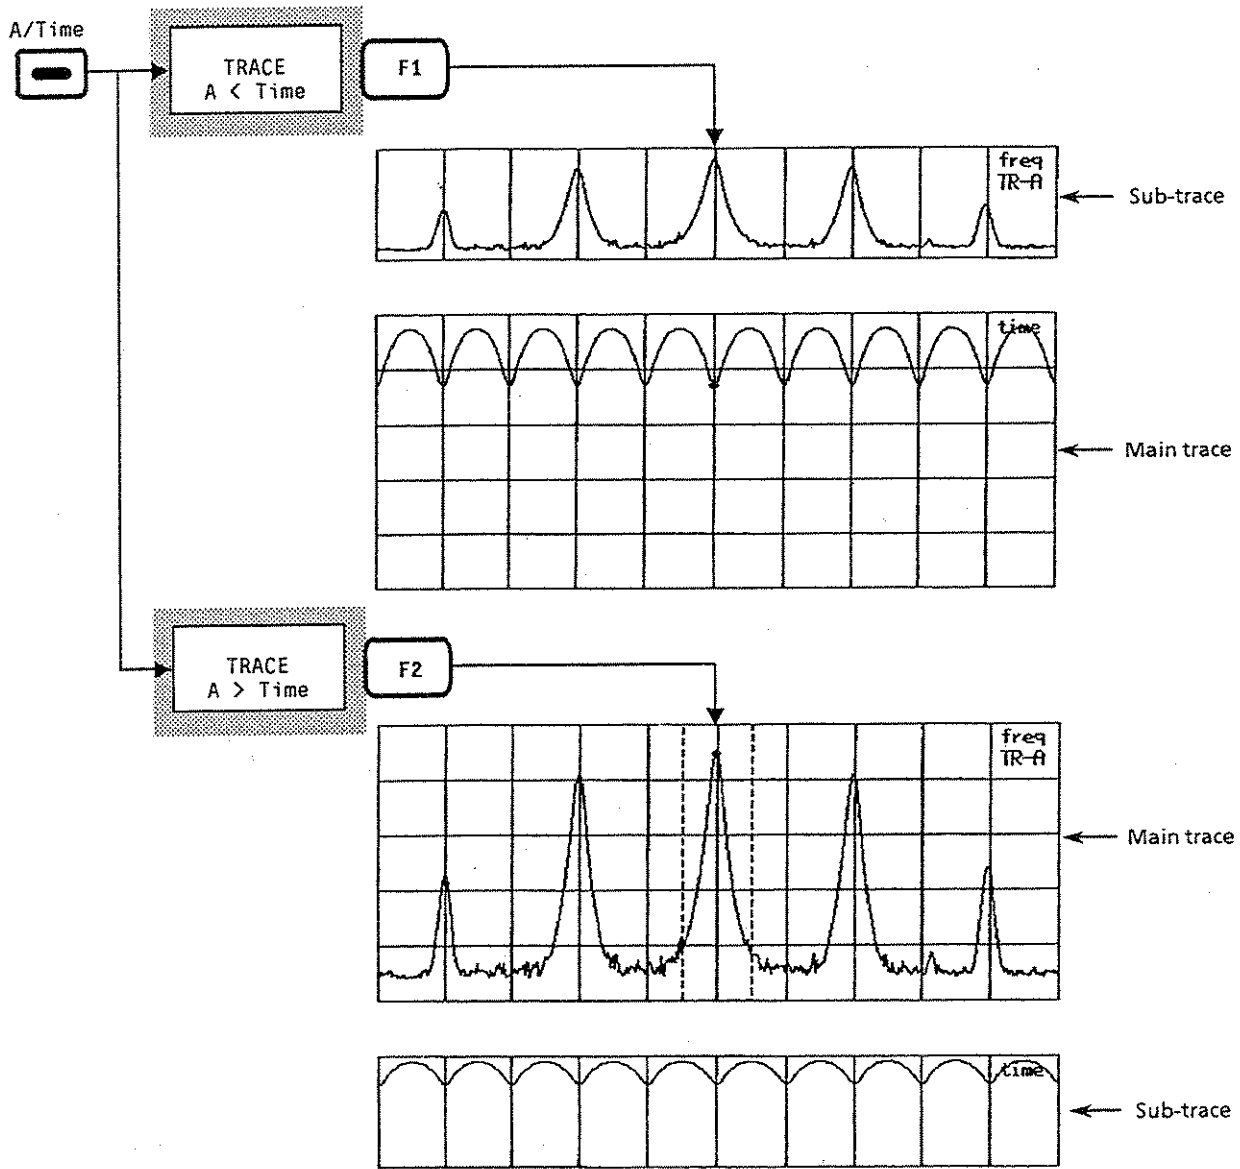 A/Time
TRACE
A < Time
F1
freq
TR-A
Sub-trace
time
Main trace
TRACE
A > Time
F2
freq
TR-A
Main trace
time
Sub-trace